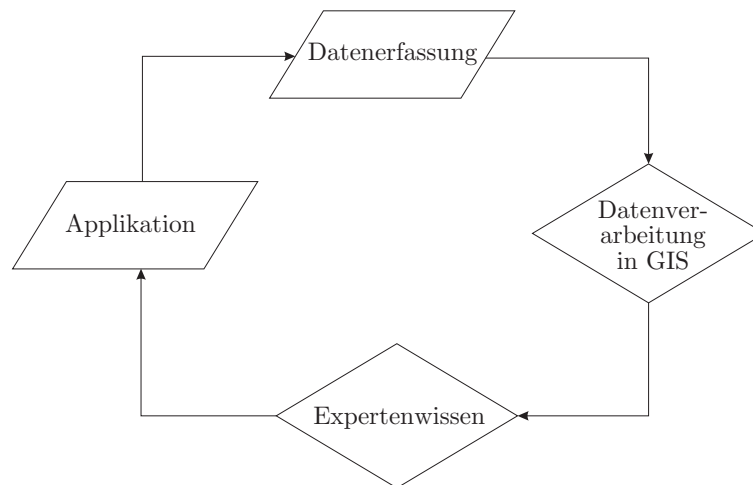 Datenerfassung
Applikation
Datenver-
arbeitung
in GIS
Expertenwissen